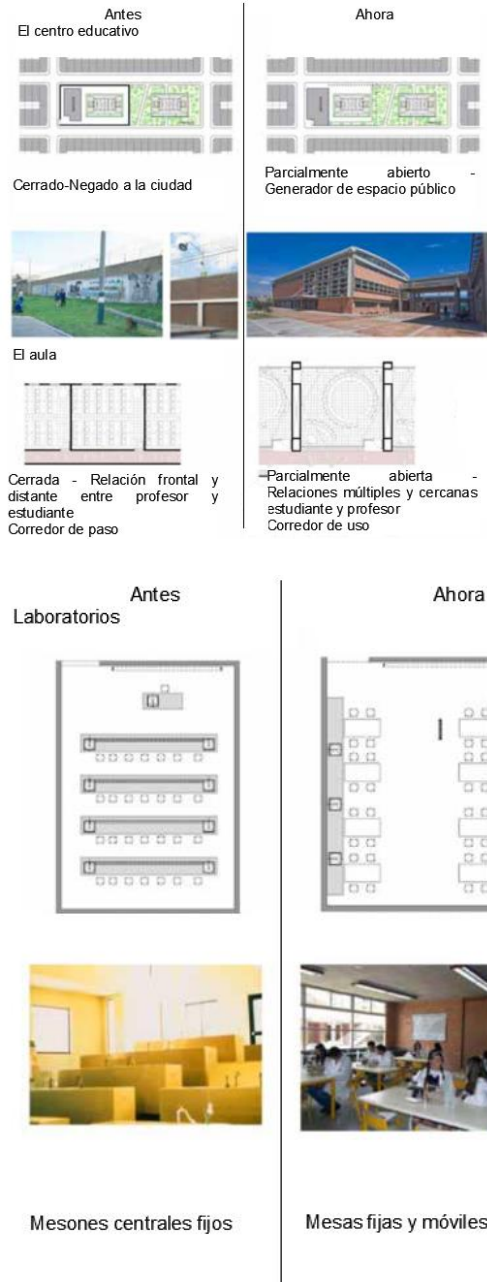 Antes
El centro educativo
Cerrado-Negado a la ciudad
El aula
Cerrada - Relación frontal y
distante entre profesor y
estudiante
Corredor de paso
Ahora
Parcialmente abierto -
Generador de espacio público
Parcialmente abierta -
Relaciones múltiples y cercanas
estudiante y profesor
Corredor de uso
Antes
Laboratorios
Mesones centrales fijos
Ahora
Mesas fijas y móviles